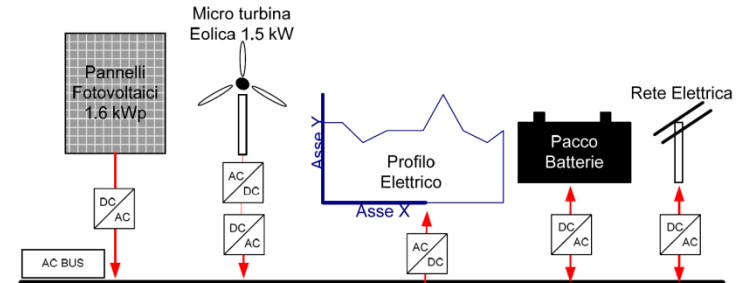 Micro turbina
Eolica 1.5 kW
Pannelli
Fotovoltaici
1.6 kWp
Rete Elettrica
Asse Y
Profilo
Elettrico
Pacco
Batterie
Asse X
AC
DC
DC
AC
DC
AC
AC
DC
DC
AC
DC
AC
AC BUS